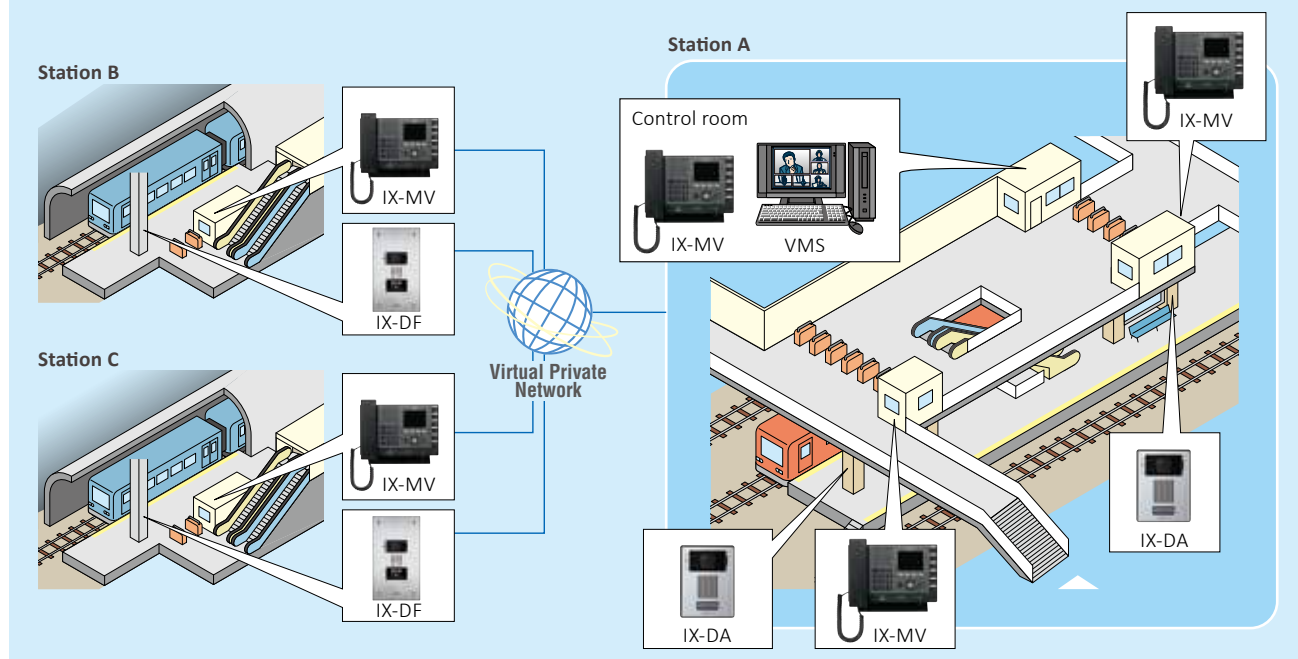 Station B
IX-MV
IX-DF
Station C
IX-MV
IX-DF
Virtual Private
Network
Station A
Control room
IX-MV
VMS
IX-MV
IX-DA
IX-DA
IX-MV